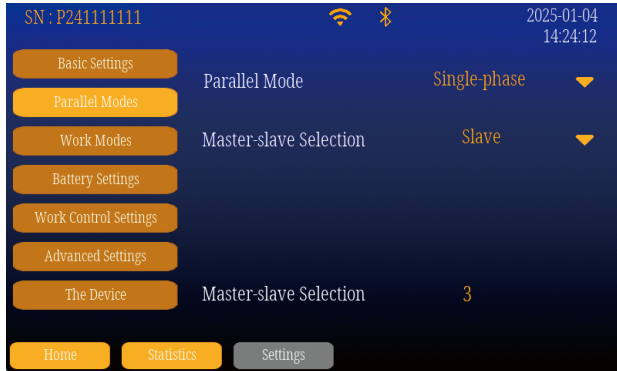 SN : P241111111
2025-01-04
14:24:12
Basic Settings
Parallel Modes
Work Modes
Battery Settings
Work Control Settings
Advanced Settings
The Device
Parallel Mode Single-phase
Master-slave Selection Slave
Master-slave Selection 3
Home Statistics Settings